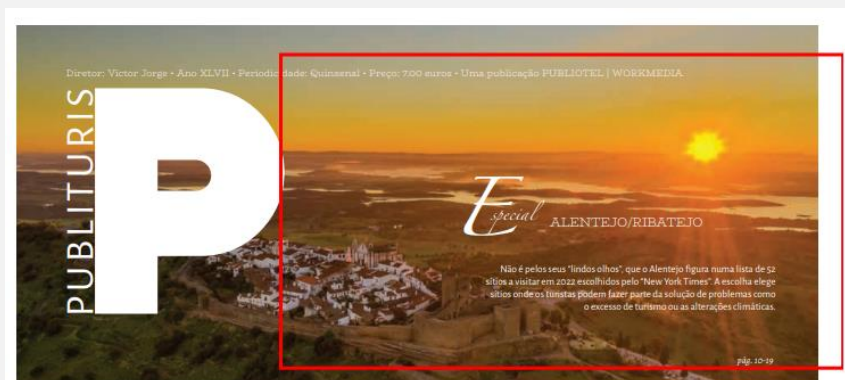 Diretor: Victor Jorge • Ano XLVII • Periodicidade: Quinzenal • Preço: 7.00 euros • Uma publicação PUBLIOTEL | WORKMEDIA
PUBLITURIS
P
Especial ALENTEJO/RIBATEJO
Não é pelos seus "lindos olhos", que o Alentejo figura numa lista de 52
sítios a visitar em 2022 escolhidos pelo "New York Times". A escolha elege
sítios onde os turistas podem fazer parte da solução de problemas como
o excesso de turismo ou as alterações climáticas.
pág. 10-19